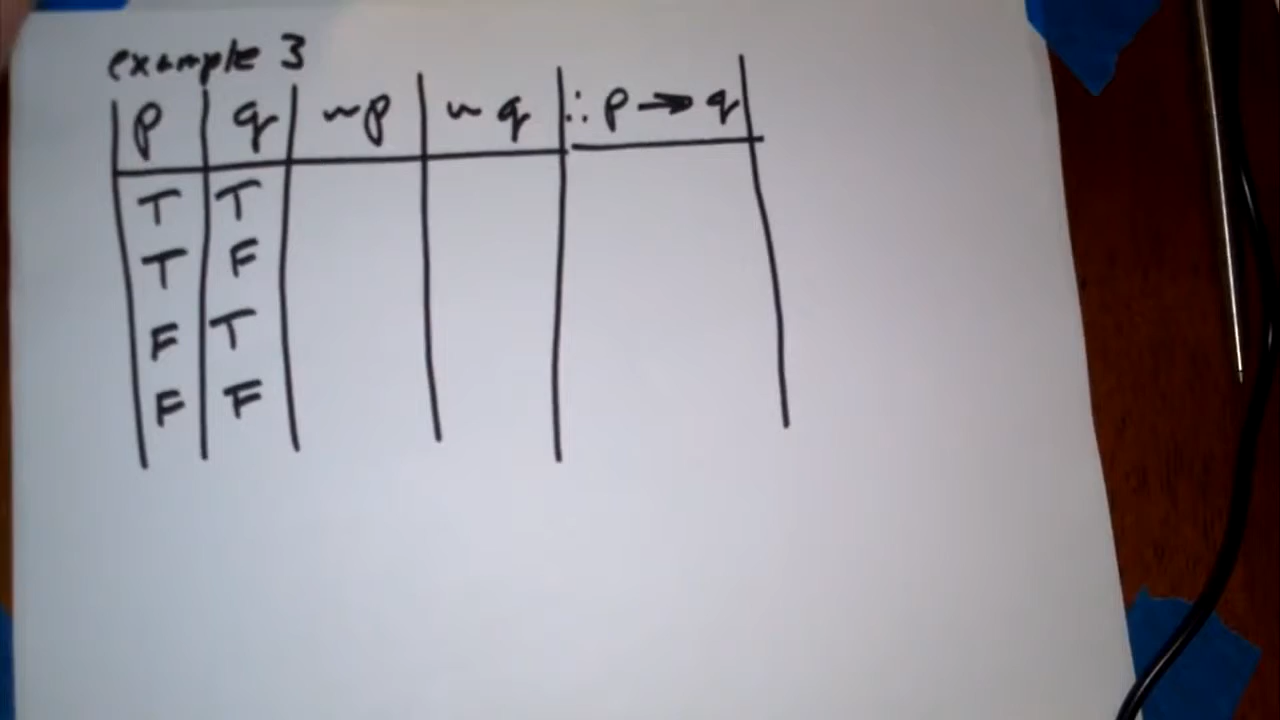 example 3
p q ~p ~q ∴ p → q
T T
T F
F T
F F